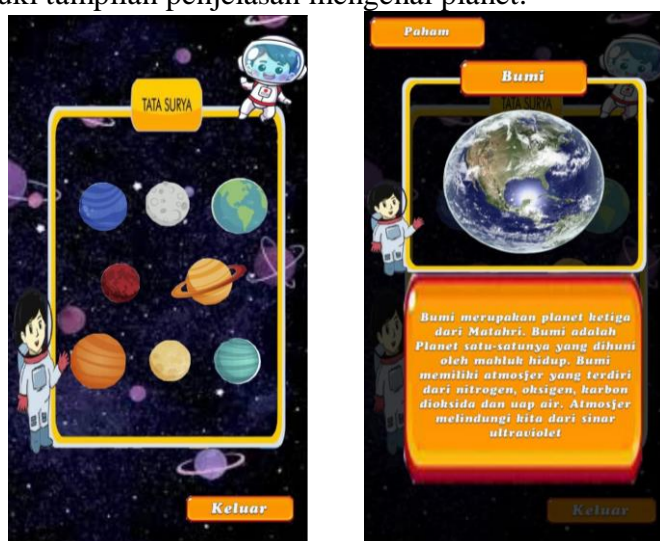 uki tampilan penjelasan mengenai planet.
TATA SURYA
Keluar
Paham
Bumi
TATA SURYA
Bumi merupakan planet ketiga
dari Matahri. Bumi adalah
Planet satu-satunya yang dihuni
oleh mahluk hidup. Bumi
memiliki atmosfer yang terdiri
dari nitrogen, oksigen, karbon
dioksida dan uap air. Atmosfer
melindungi kita dari sinar
ultraviolet
Keluar